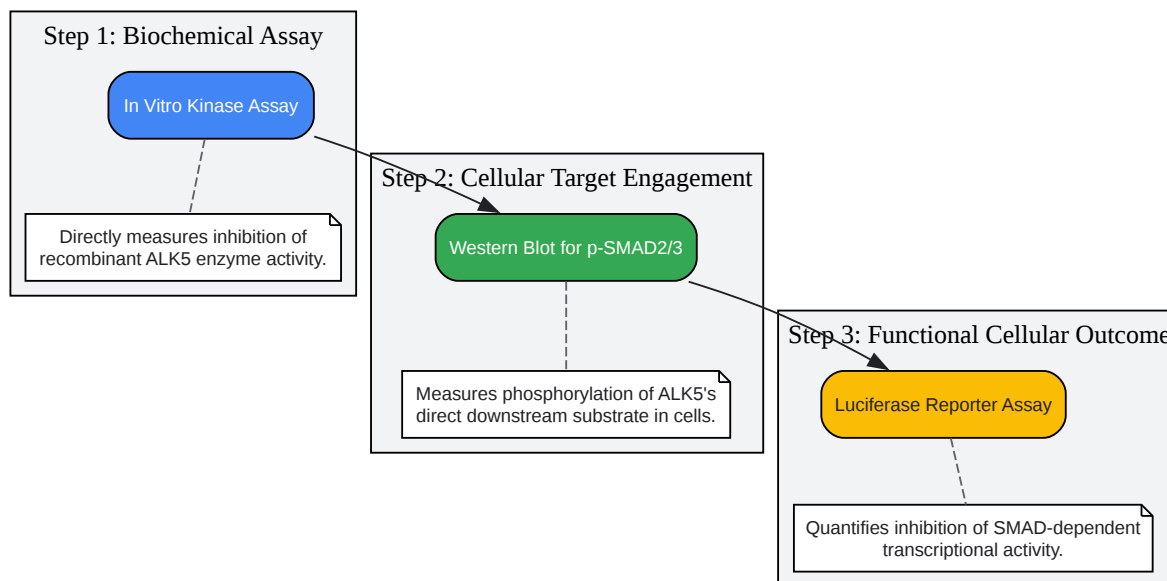 Step 1: Biochemical Assay
In Vitro Kinase Assay
Directly measures inhibition of
recombinant ALK5 enzyme activity.
Step 2: Cellular Target Engagement
Western Blot for p-SMAD2/3
Measures phosphorylation of ALK5's
direct downstream substrate in cells.
Step 3: Functional Cellular Outcome
Luciferase Reporter Assay
Quantifies inhibition of SMAD-dependent
transcriptional activity.